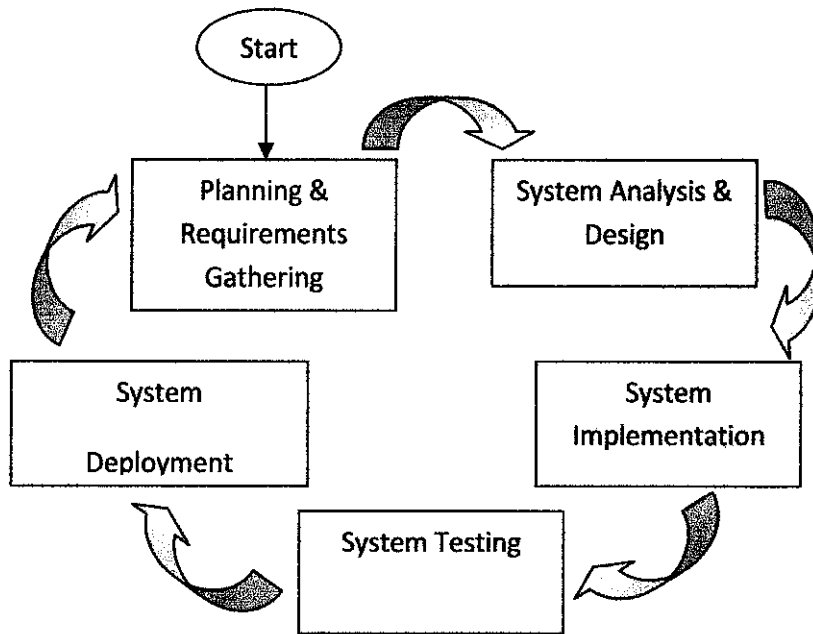 Start
Planning &
Requirements
Gathering
System Analysis &
Design
System
Implementation
System Testing
System
Deployment